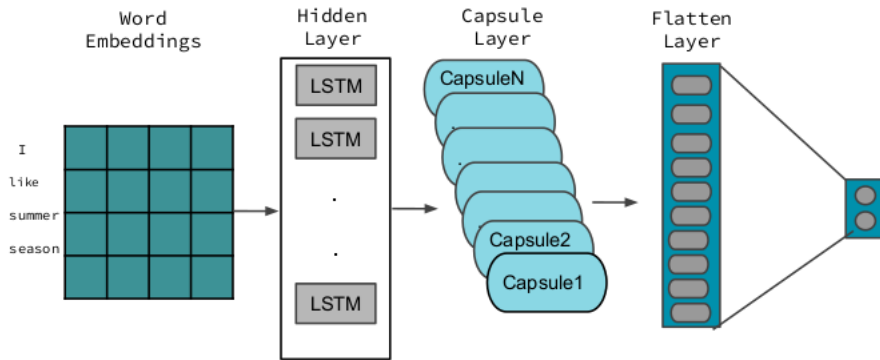 Word
Embeddings
Hidden
Layer
Capsule
Layer
Flatten
Layer
I
like
summer
season
LSTM
LSTM
.
.
LSTM
CapsuleN
.
.
.
Capsule2
Capsule1